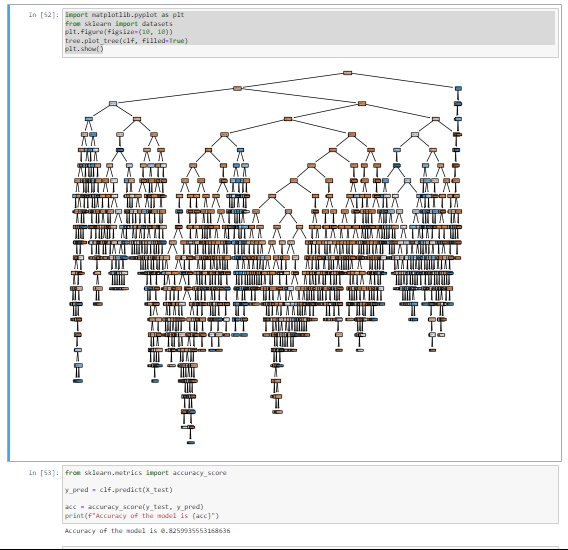 In [52]:
import matplotlib.pyplot as plt
from sklearn import datasets
plt.figure(figsize=(10, 10))
tree.plot_tree(clf, filled=True)
plt.show()
In [53]:
from sklearn.metrics import accuracy_score
y_pred = clf.predict(X_test)
acc = accuracy_score(y_test, y_pred)
print(f"Accuracy of the model is {acc}")
Accuracy of the model is 0.8259935553168636